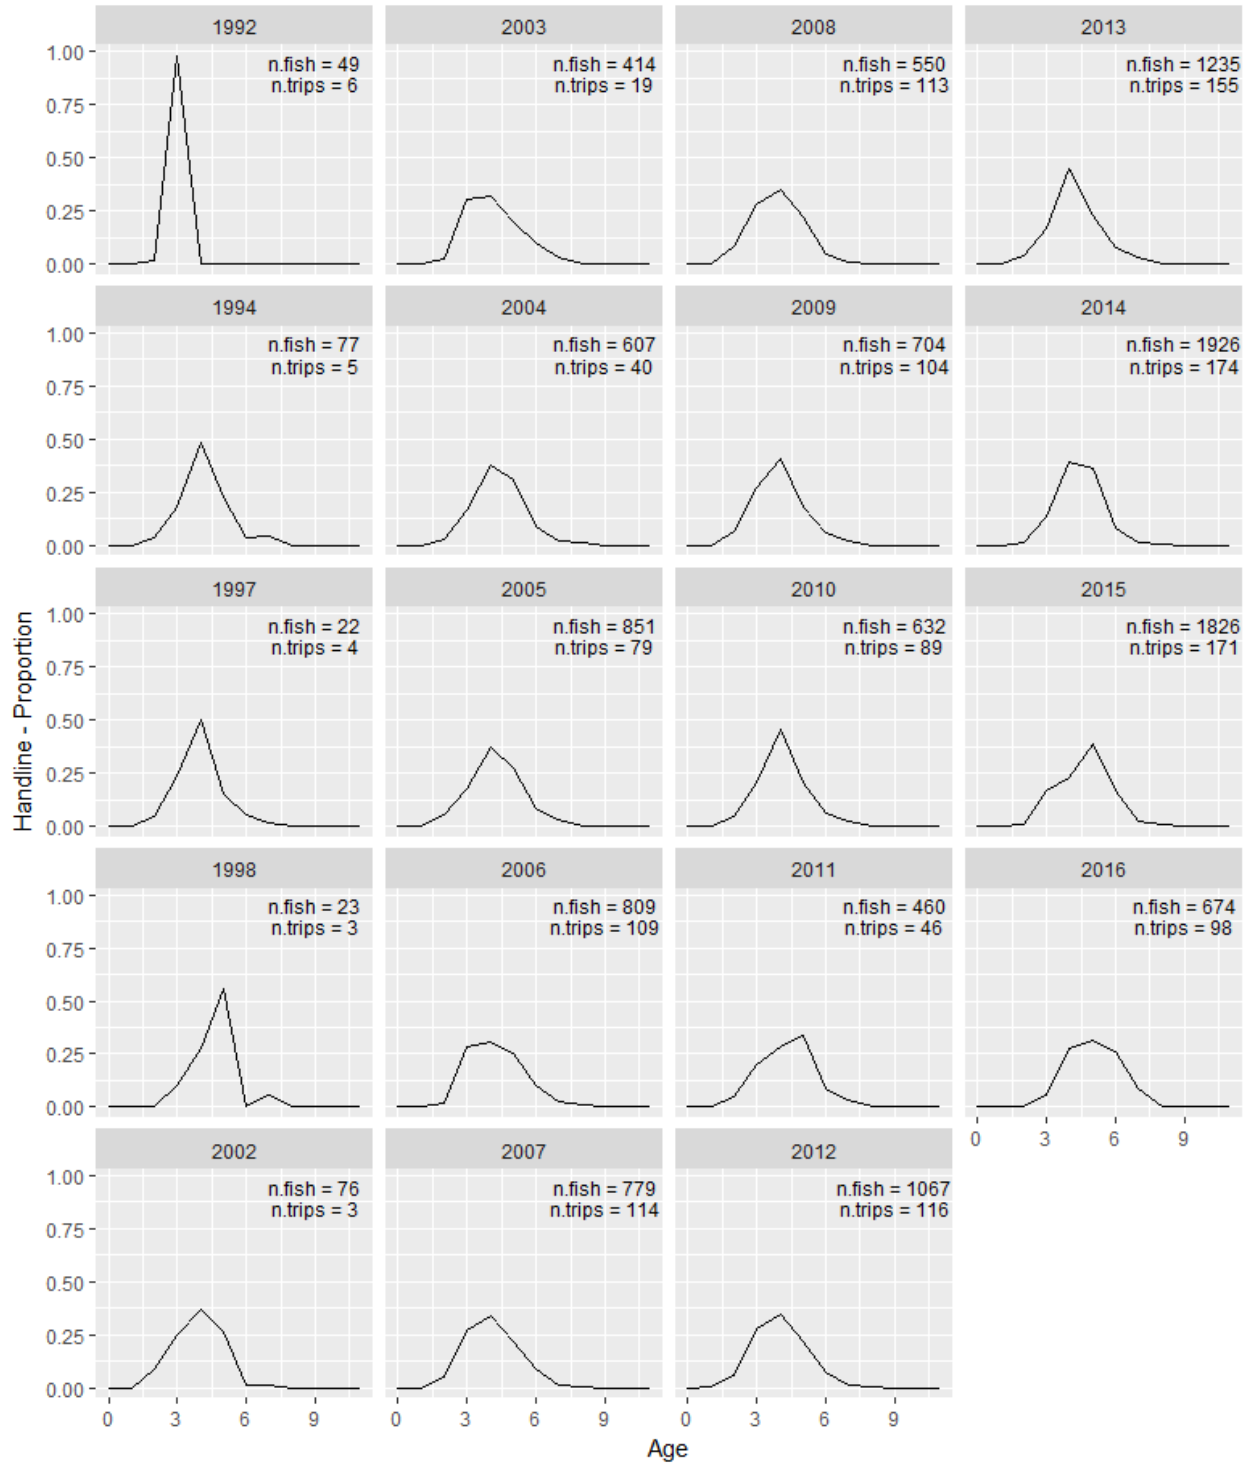 Handline - Proportion
1992 2003 2008 2013
1.00
0.75
0.50
0.25
0.00
n.fish = 49
n.trips = 6
n.fish = 414
n.trips = 19
n.fish = 550
n.trips = 113
n.fish = 1235
n.trips = 155
1994 2004 2009 2014
1.00
0.75
0.50
0.25
0.00
n.fish = 77
n.trips = 5
n.fish = 607
n.trips = 40
n.fish = 704
n.trips = 104
n.fish = 1926
n.trips = 174
1997 2005 2010 2015
1.00
0.75
0.50
0.25
0.00
n.fish = 22
n.trips = 4
n.fish = 851
n.trips = 79
n.fish = 632
n.trips = 89
n.fish = 1826
n.trips = 171
1998 2006 2011 2016
1.00
0.75
0.50
0.25
0.00
n.fish = 23
n.trips = 3
n.fish = 809
n.trips = 109
n.fish = 460
n.trips = 46
n.fish = 674
n.trips = 98
0 3 6 9
2002 2007 2012
1.00
0.75
0.50
0.25
0.00
n.fish = 76
n.trips = 3
n.fish = 779
n.trips = 114
n.fish = 1067
n.trips = 116
0 3 6 9 0 3 6 9 0 3 6 9
Age